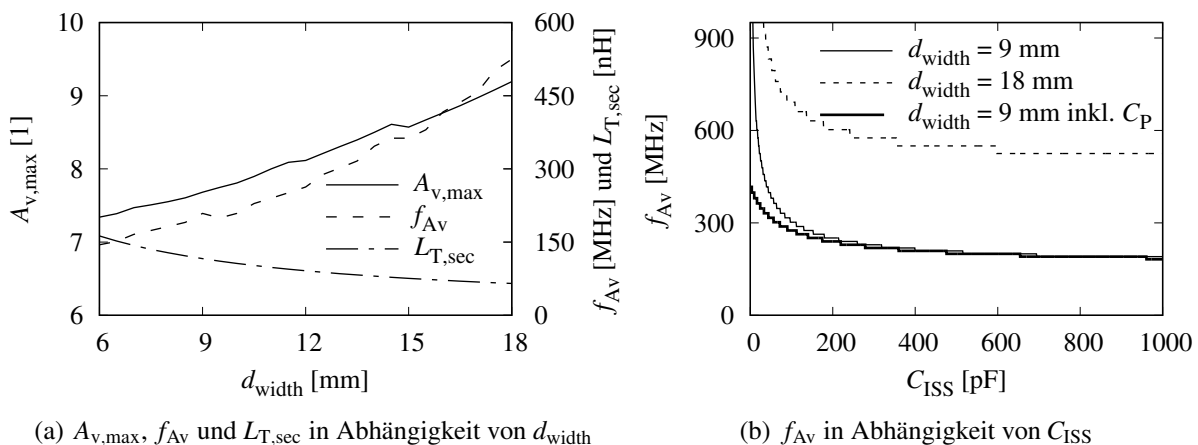 10
9
8
7
6
A_v,max [1]
600
450
300
150
0
f_Av [MHz] und L_T,sec [nH]
A_v,max
f_Av
L_T,sec
6 9 12 15 18
d_width [mm]
(a) A_v,max, f_Av und L_T,sec in Abhängigkeit von d_width
900
600
300
0
f_Av [MHz]
d_width = 9 mm
d_width = 18 mm
d_width = 9 mm inkl. C_P
0 200 400 600 800 1000
C_ISS [pF]
(b) f_Av in Abhängigkeit von C_ISS